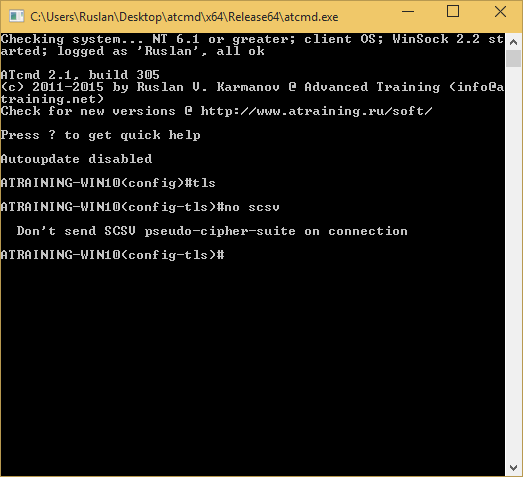 C:\Users\Ruslan\Desktop\atcmd\x64\Release64\atcmd.exe
Checking system... NT 6.1 or greater; client OS; WinSock 2.2 st
arted; logged as 'Ruslan', all ok
ATcmd 2.1, build 305
(c) 2011-2015 by Ruslan V. Karmanov @ Advanced Training (info@a
training.net)
Check for new versions @ http://www.atraining.ru/soft/
Press ? to get quick help
Autoupdate disabled
ATRAINING-WIN10(config)#tls
ATRAINING-WIN10(config-tls)#no scsv
Don't send SCSV pseudo-cipher-suite on connection
ATRAINING-WIN10(config-tls)#